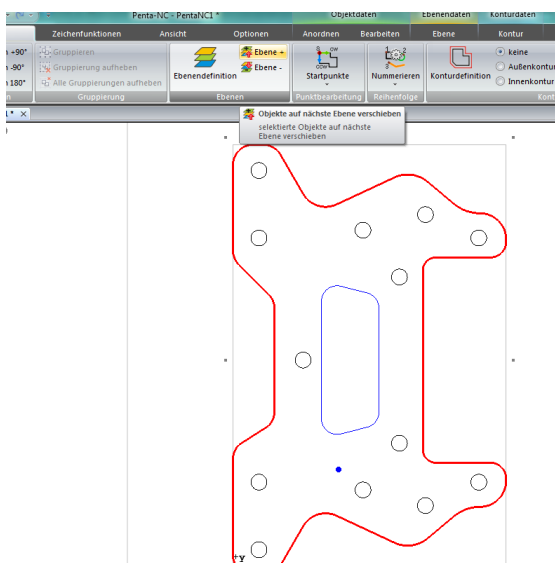 Penta-NC - PentaNC1 *
Objektdaten
Ebenendaten
Konturdaten
Zeichenfunktionen
Ansicht
Optionen
Anordnen
Bearbeiten
Ebene
Kontur
+90°
Gruppieren
Ebene +
keine
-90°
Gruppierung aufheben
Ebene -
Außenkontur
180°
Alle Gruppierungen aufheben
Ebenendefinition
Startpunkte
Nummerieren
Konturdefinition
Innenkontur
Gruppierung
Ebenen
Punktbearbeitung
Reihenfolge
Kont
1* ×
Objekte auf nächste Ebene verschieben
selektierte Objekte auf nächste
Ebene verschieben
+Y